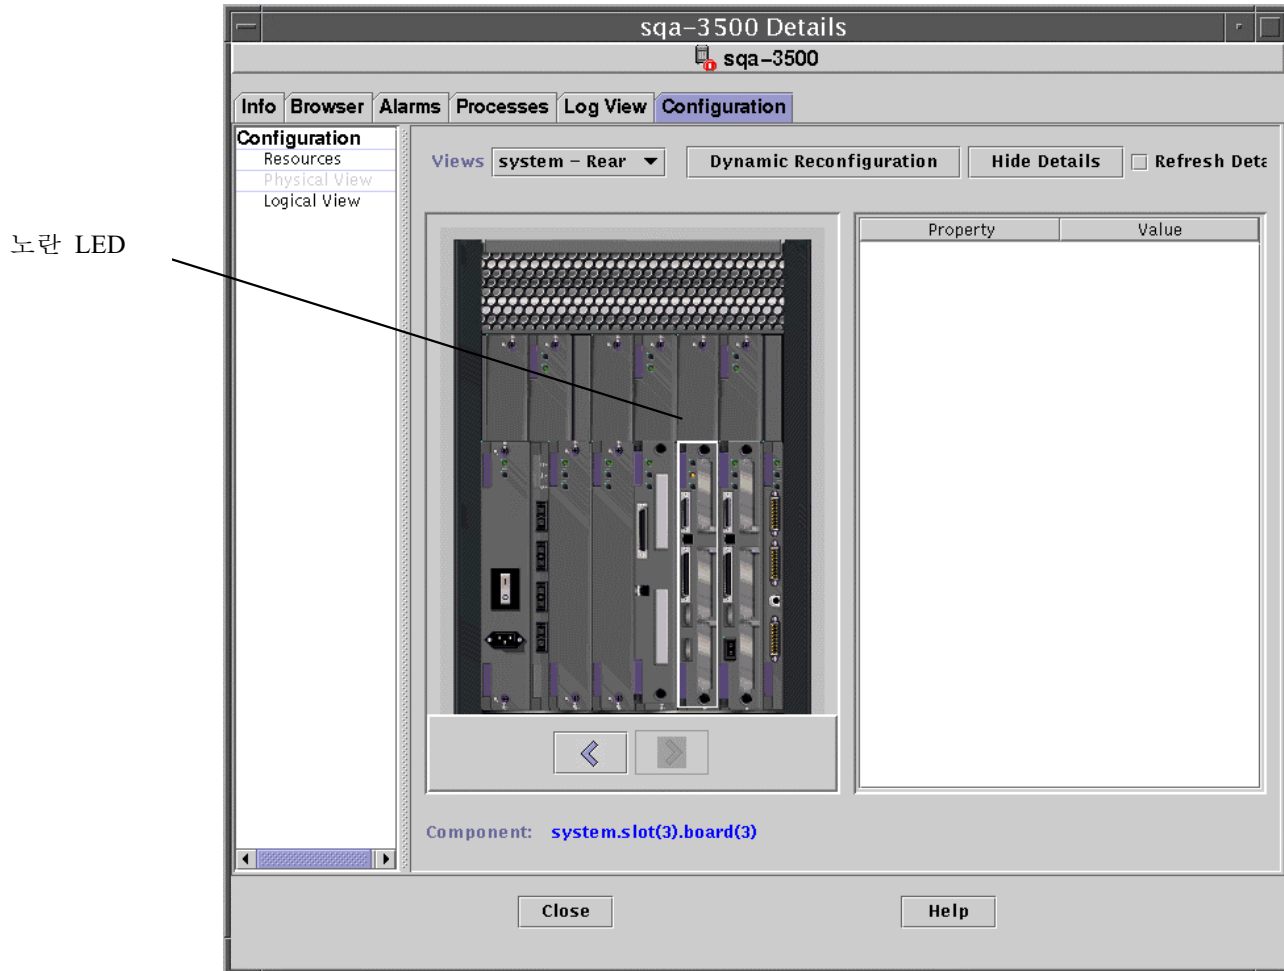 sqa-3500 Details
sqa-3500
Info Browser Alarms Processes Log View Configuration
Configuration
Resources
Physical View
Logical View
Views system - Rear Dynamic Reconfiguration Hide Details Refresh Deta
노란 LED
Property Value
Component: system.slot(3).board(3)
Close Help